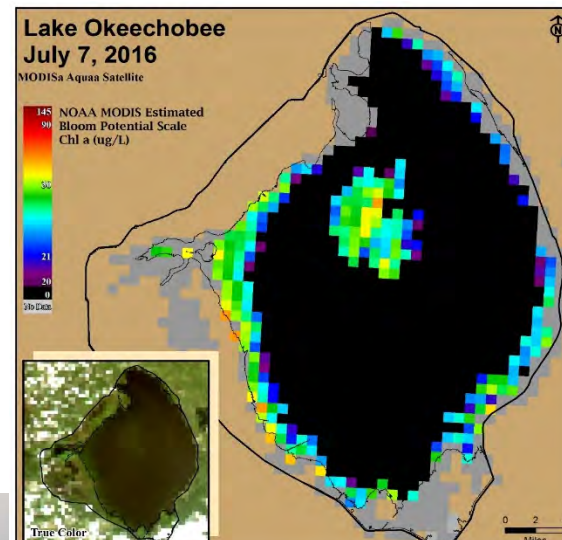 Lake Okeechobee
July 7, 2016
MODISa Aquaa Satellite
N
NOAA MODIS Estimated
Bloom Potential Scale
Chl a (ug/L)
145
90
21
20
0
No Data
True Color
0 2
Miles